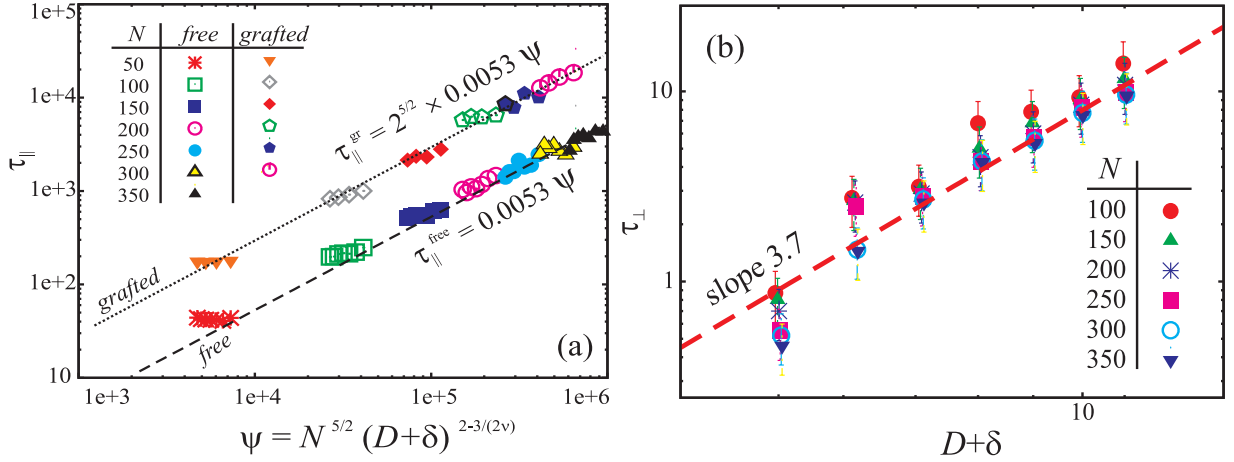 (a)
τ∥
1e+5
1e+4
1e+3
1e+2
10
N free grafted
50
100
150
200
250
300
350
τ∥^gr = 2^5/2 × 0.0053 ψ
τ∥^free = 0.0053 ψ
grafted
free
1e+3 1e+4 1e+5 1e+6
ψ = N^5/2 (D+δ)^2-3/(2ν)
(b)
τ⊥
10
1
slope 3.7
N
100
150
200
250
300
350
10
D+δ